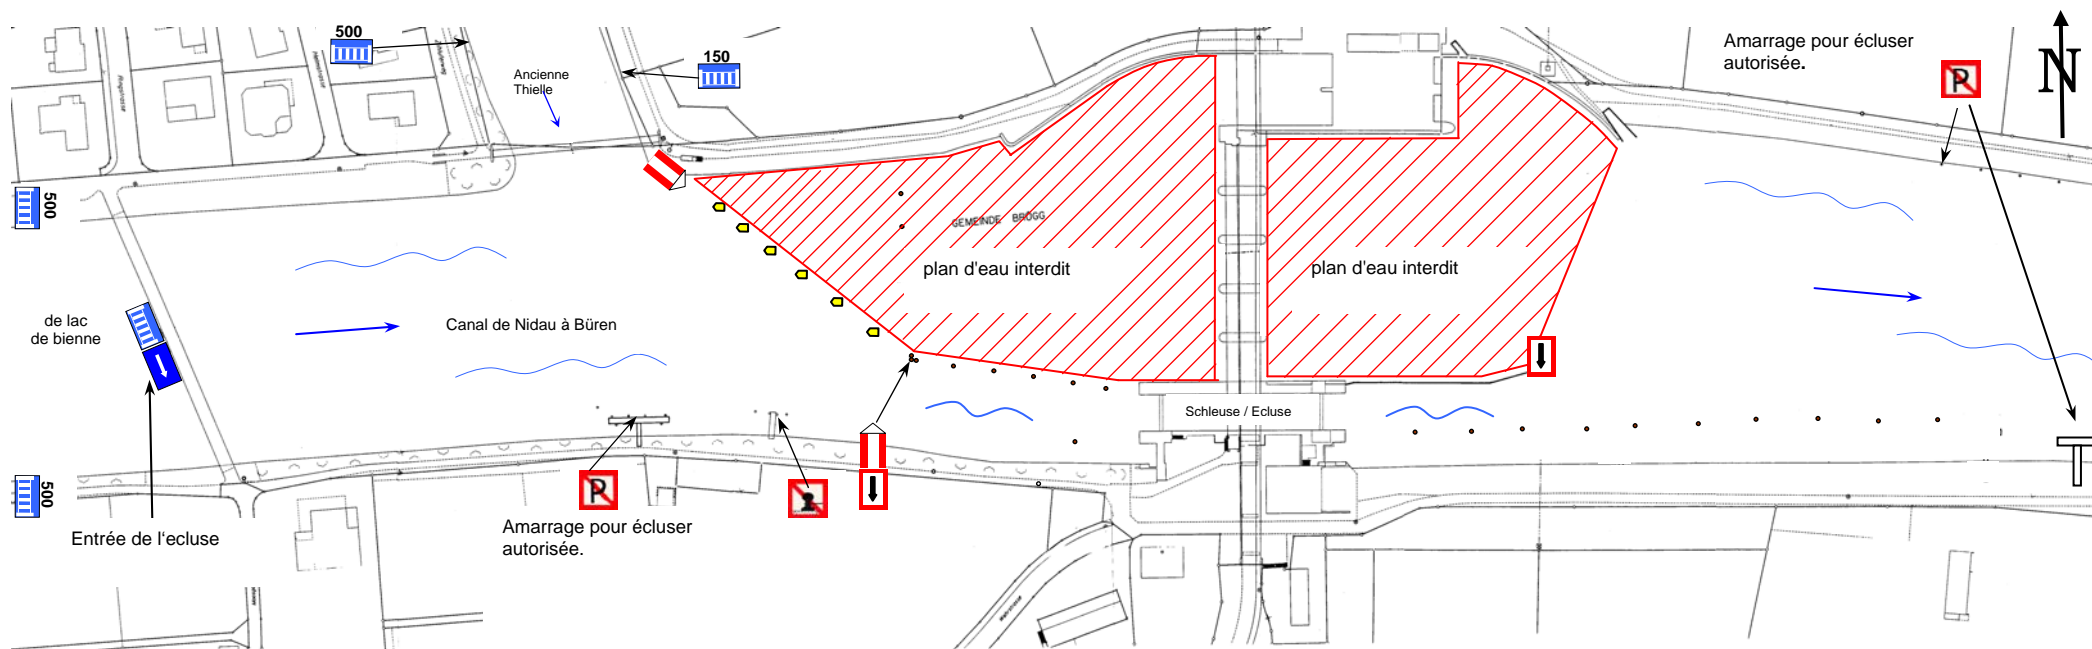 500
150
Ancienne
Thielle
Amarrage pour écluser
autorisée.
P
N
500
GEMEINDE BRÜGG
plan d'eau interdit
plan d'eau interdit
de lac
de bienne
Canal de Nidau à Büren
Schleuse / Ecluse
500
P
Entrée de l'ecluse
Amarrage pour écluser
autorisée.